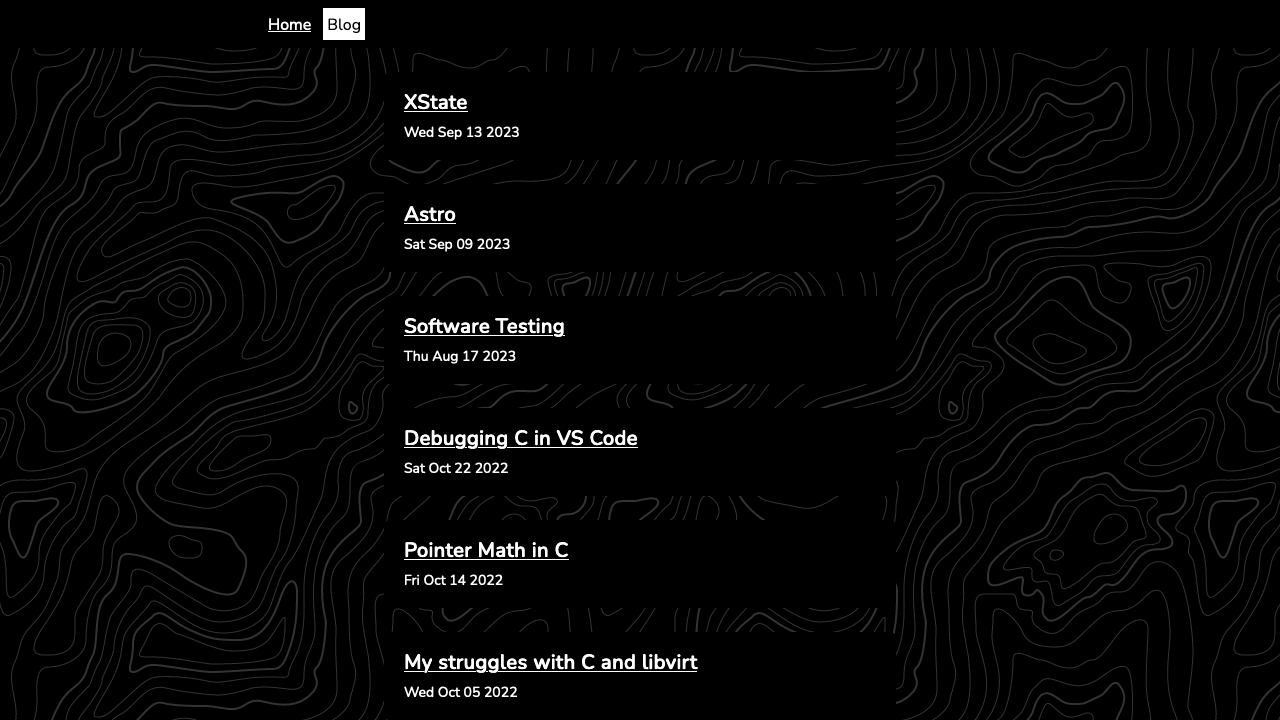 Home Blog
XState
Wed Sep 13 2023
Astro
Sat Sep 09 2023
Software Testing
Thu Aug 17 2023
Debugging C in VS Code
Sat Oct 22 2022
Pointer Math in C
Fri Oct 14 2022
My struggles with C and libvirt
Wed Oct 05 2022